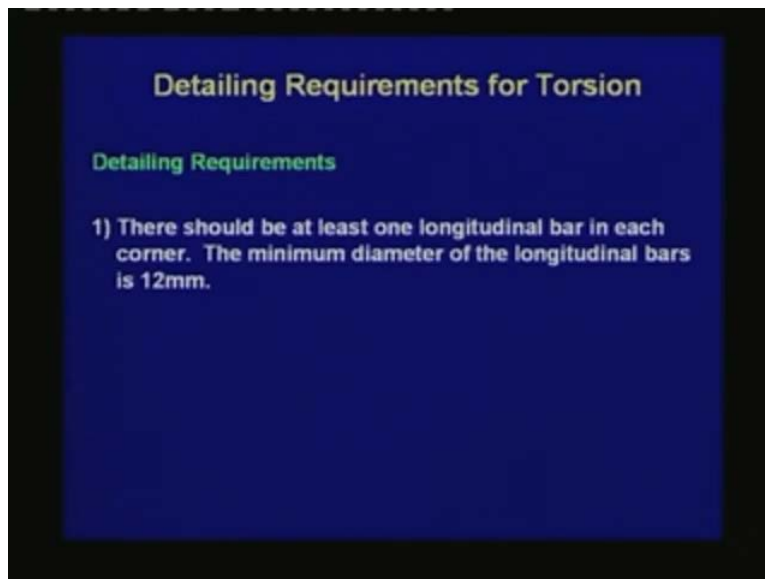 Detailing Requirements for Torsion
Detailing Requirements
1) There should be at least one longitudinal bar in each
corner. The minimum diameter of the longitudinal bars
is 12mm.